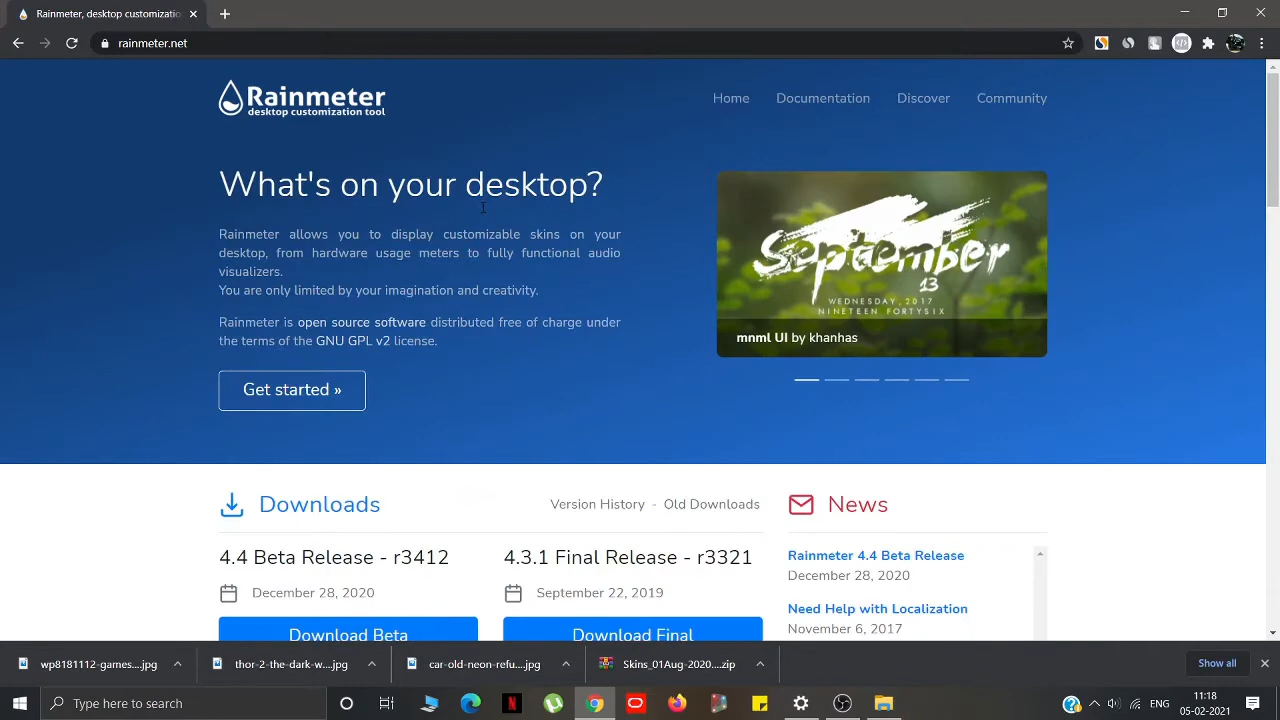 Rainmeter, desktop customizatio
rainmeter.net
Rainmeter
desktop customization tool
Home
Documentation
Discover
Community
What's on your desktop?
Rainmeter allows you to display customizable skins on your
desktop, from hardware usage meters to fully functional audio
visualizers.
You are only limited by your imagination and creativity.
Rainmeter is open source software distributed free of charge under
the terms of the GNU GPL v2 license.
Get started »
September
13
WEDNESDAY, 2017
NINETEEN FORTYSIX
mnml UI by khanhas
Downloads
Version History - Old Downloads
4.4 Beta Release - r3412
December 28, 2020
Download Beta
4.3.1 Final Release - r3321
September 22, 2019
Download Final
News
Rainmeter 4.4 Beta Release
December 28, 2020
Need Help with Localization
November 6, 2017
wp8181112-games....jpg
thor-2-the-dark-w....jpg
car-old-neon-refu....jpg
Skins_01Aug-2020....zip
Show all
Type here to search
ENG
11:18
05-02-2021